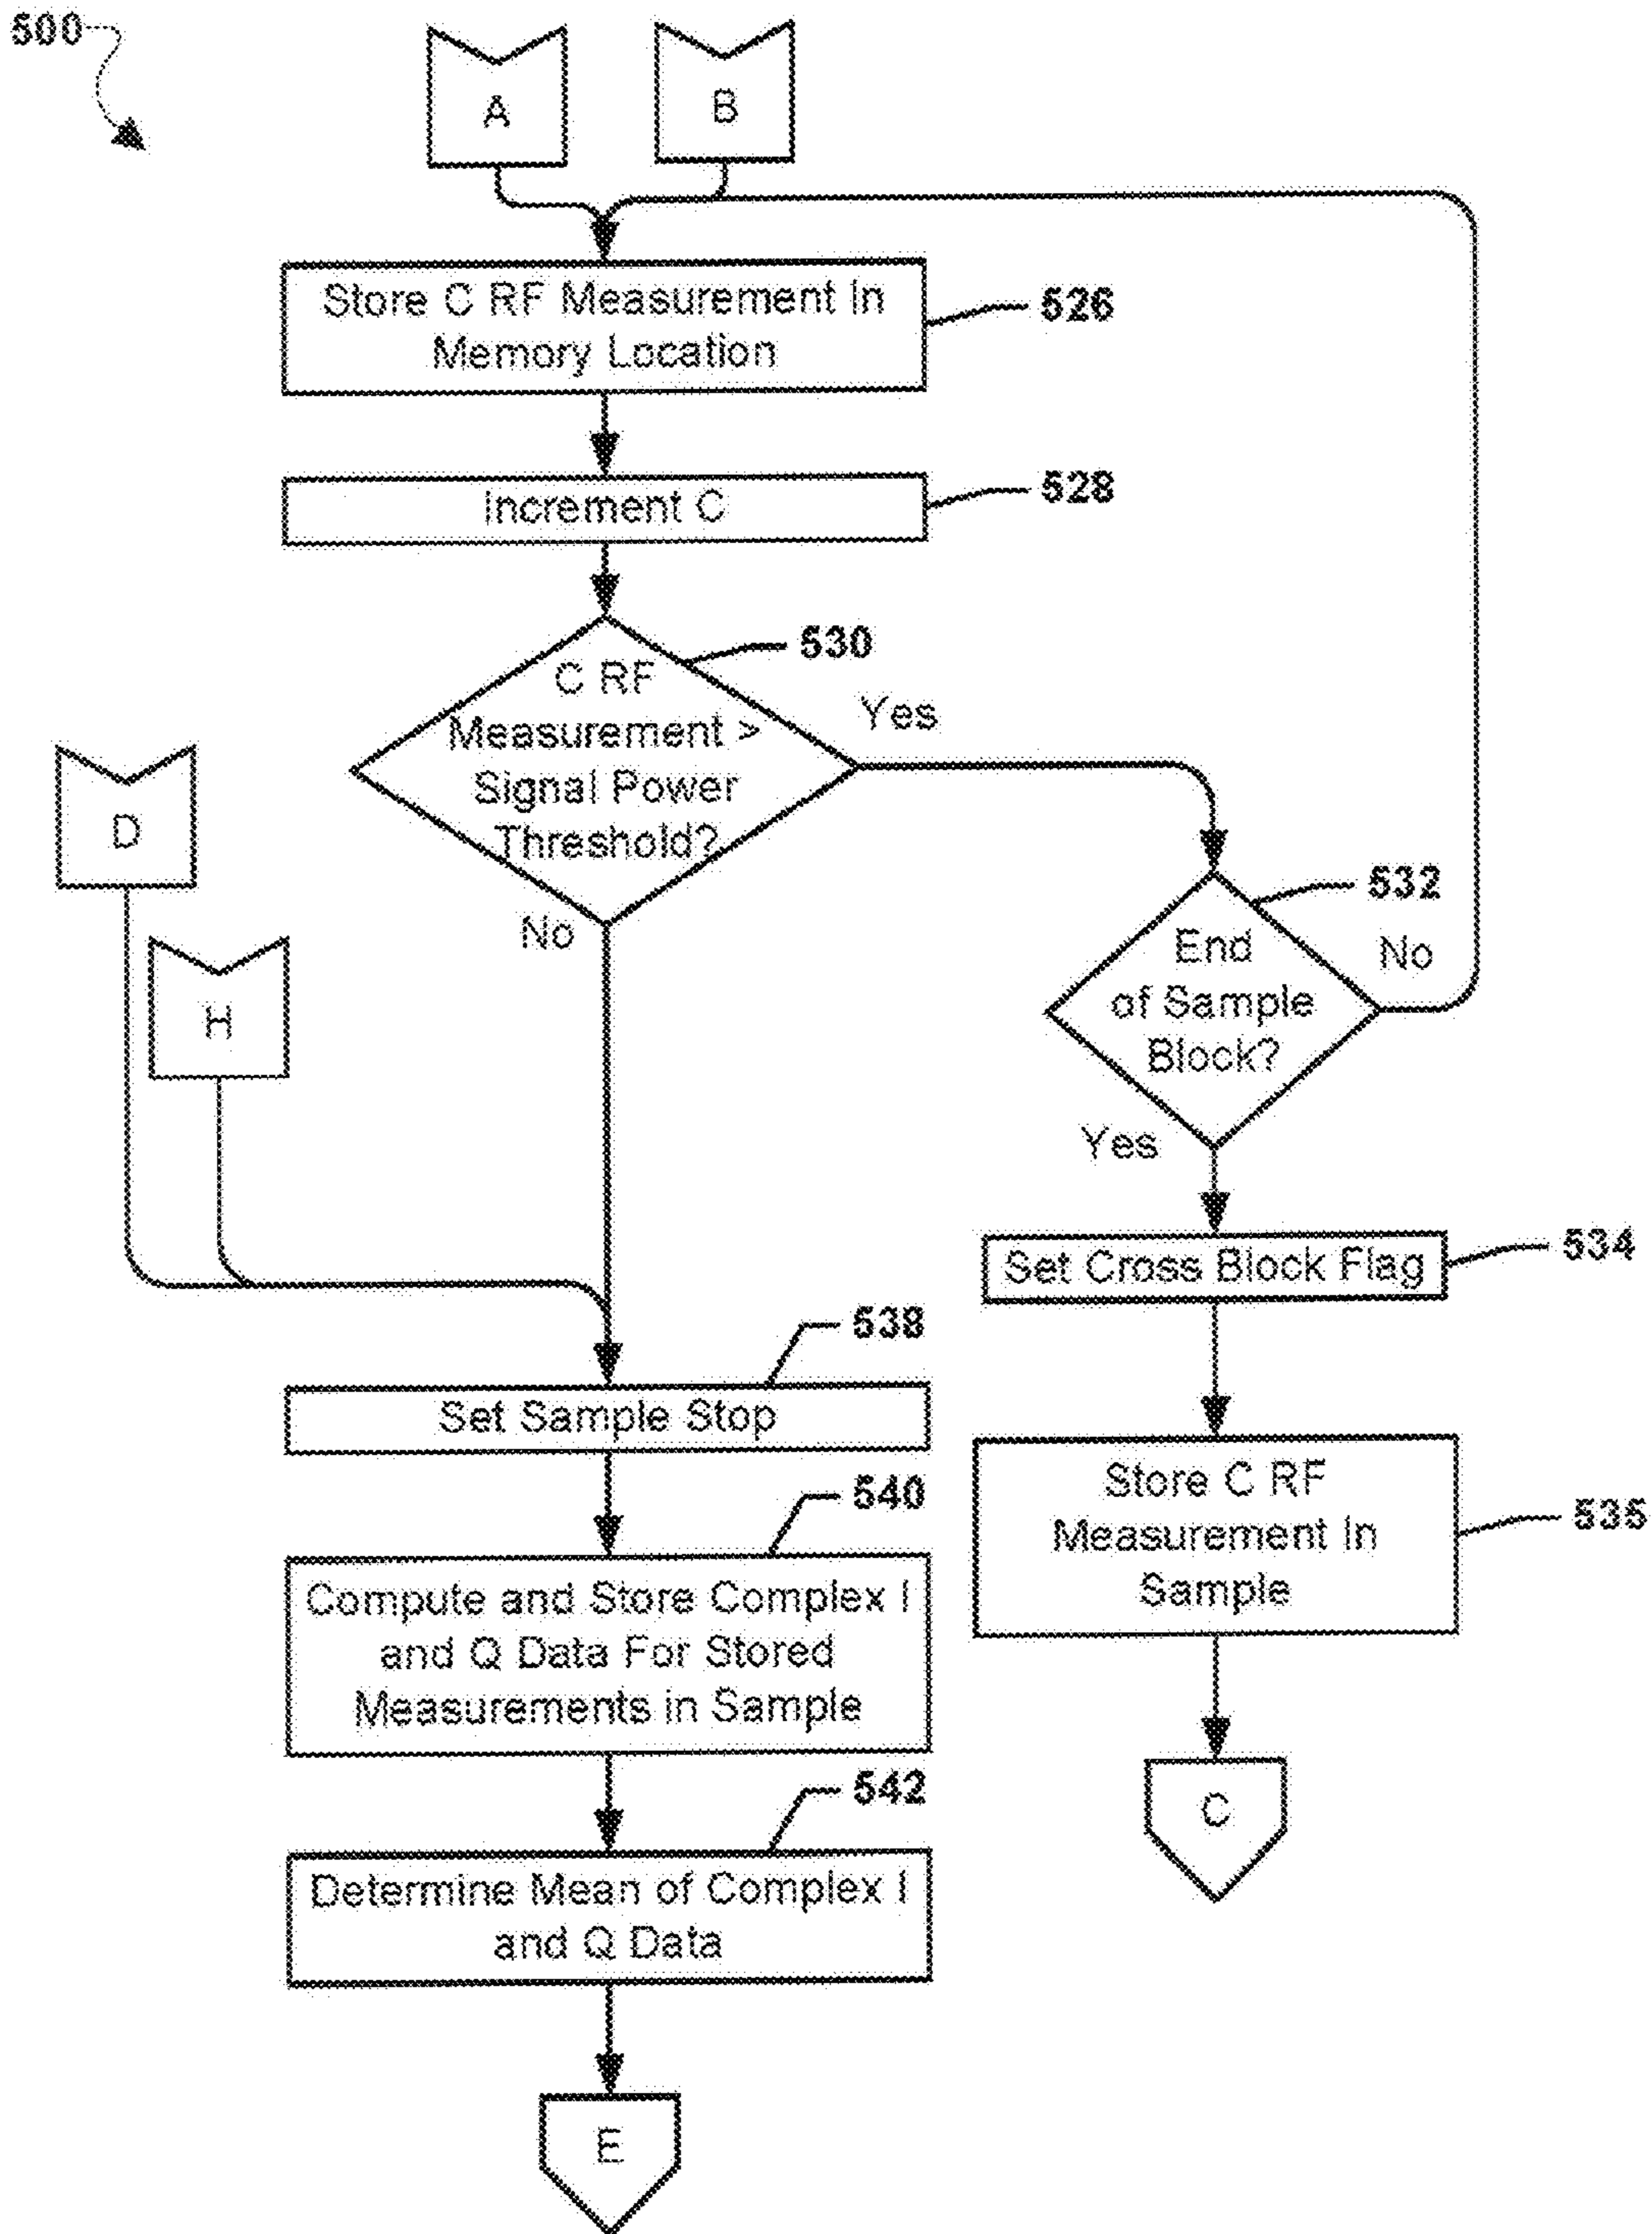 500
A
B
Store C RF Measurement In
Memory Location
526
Increment C
528
530
C RF
Measurement >
Signal Power
Threshold?
Yes
No
D
H
532
End
of Sample
Block?
No
Yes
Set Cross Block Flag
534
538
Set Sample Stop
Store C RF
Measurement In
Sample
535
540
Compute and Store Complex I
and Q Data For Stored
Measurements in Sample
C
542
Determine Mean of Complex I
and Q Data
E